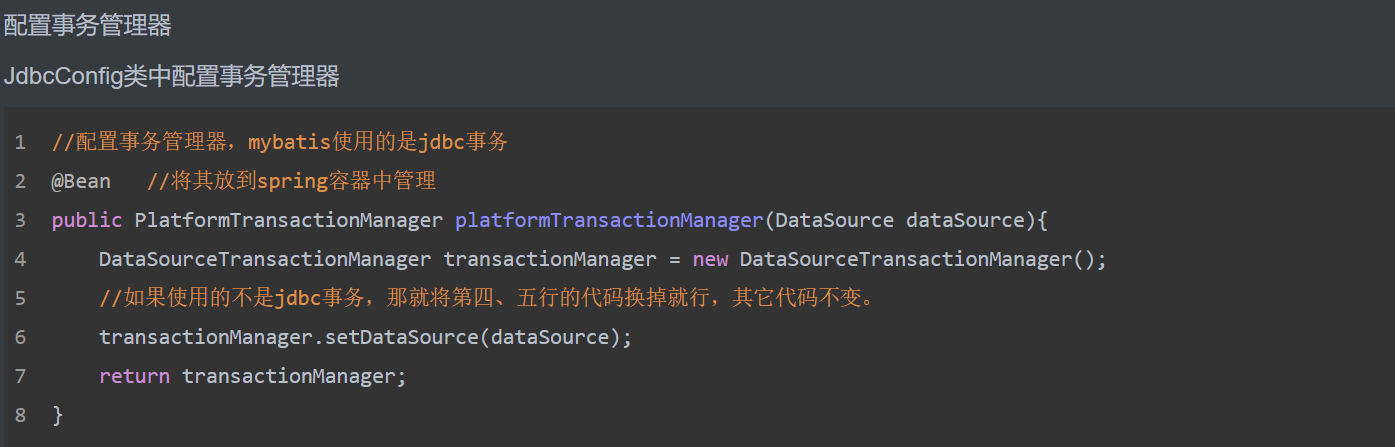 配置事务管理器
JdbcConfig类中配置事务管理器
1 //配置事务管理器，mybatis使用的是jdbc事务
2 @Bean   //将其放到spring容器中管理
3 public PlatformTransactionManager platformTransactionManager(DataSource dataSource){
4     DataSourceTransactionManager transactionManager = new DataSourceTransactionManager();
5     //如果使用的不是jdbc事务，那就将第四、五行的代码换掉就行，其它代码不变。
6     transactionManager.setDataSource(dataSource);
7     return transactionManager;
8 }